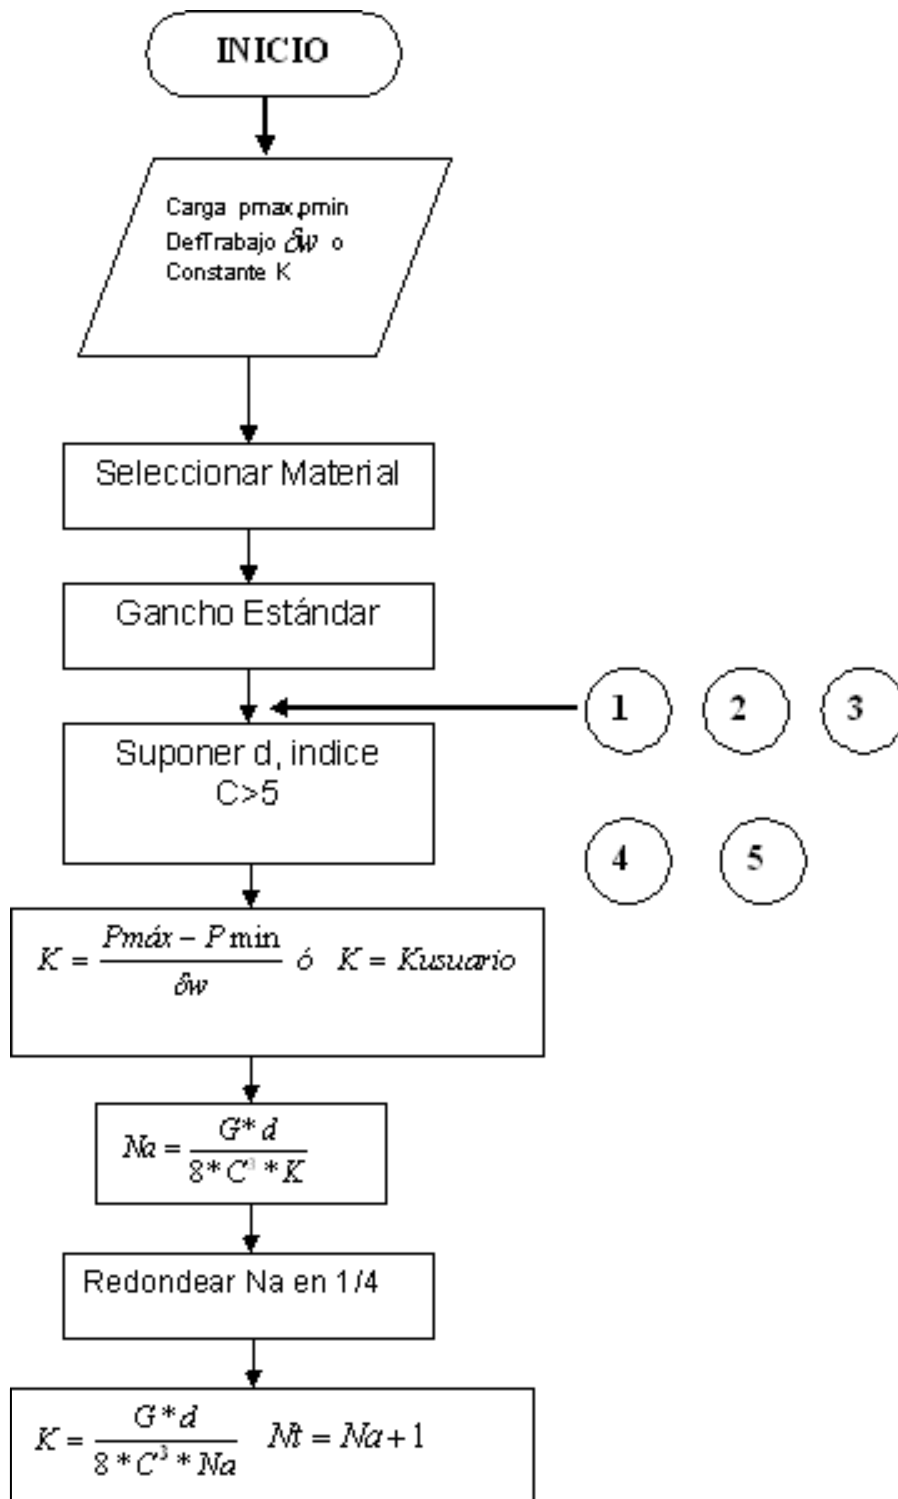 INICIO
Carga pmax,pmin
DefTrabajo δw o
Constante K
Seleccionar Material
Gancho Estándar
1 2 3
Suponer d, indice
C>5
4 5
K = (Pmáx - P min) / δw ó K = Kusuario
Na = G* d / 8* C³ * K
Redondear Na en 1/4
K = G* d / 8* C³ * Na Nt = Na + 1